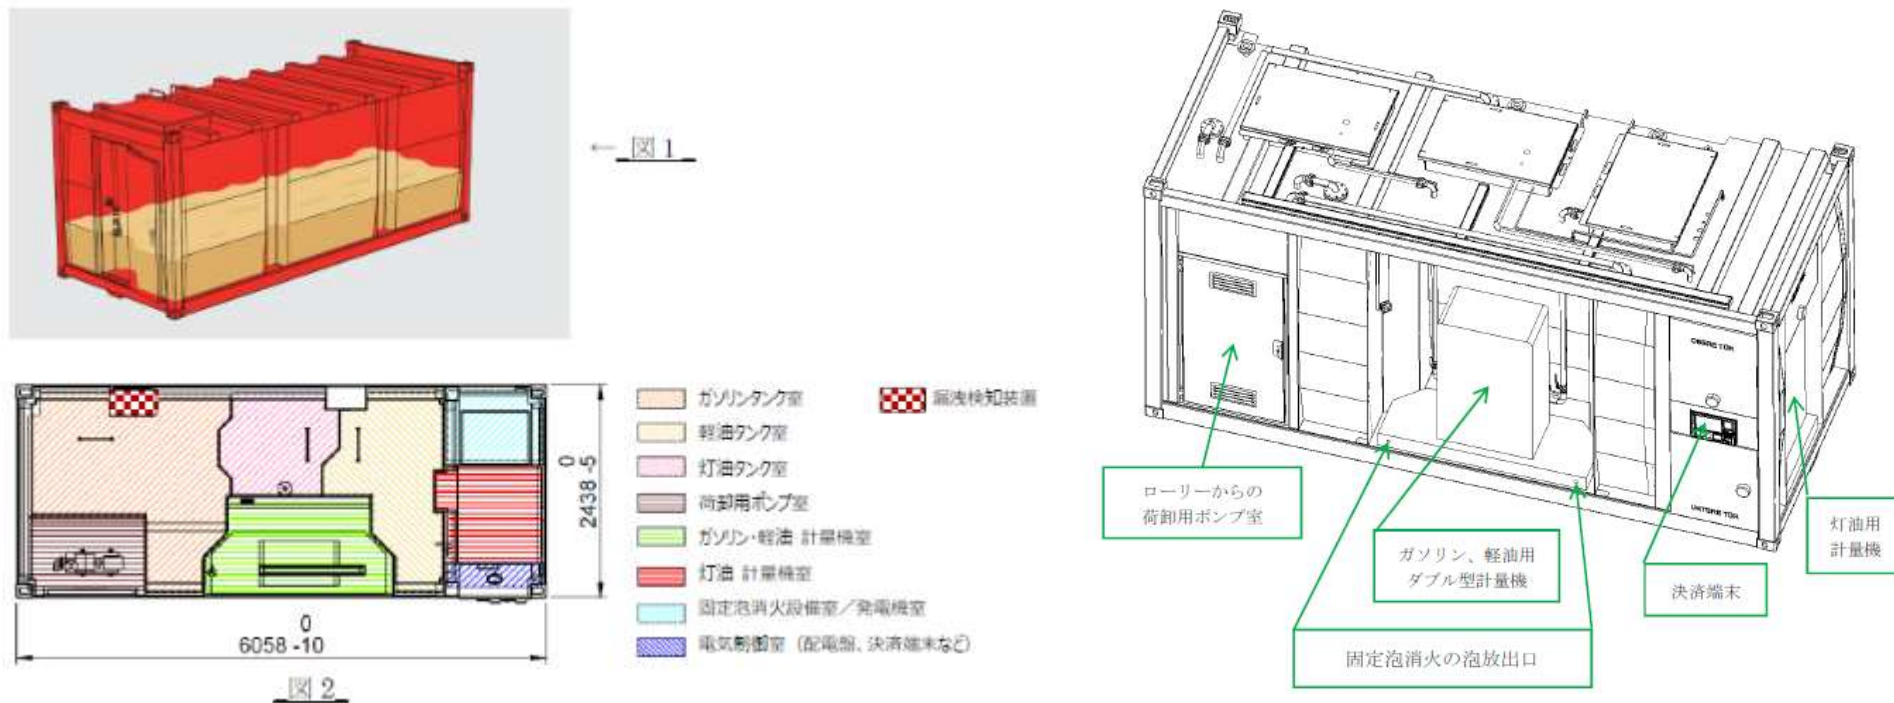 ← 図 1
ガソリンタンク室
軽油タンク室
灯油タンク室
荷卸用ポンプ室
ガソリン・軽油 計量機室
灯油 計量機室
固定泡消火設備室／発電機室
電気制御室（配電盤、決済端末など）
漏洩検知装置
0
2438 -5
0
6058 -10
図 2
ローリーからの
荷卸用ポンプ室
ガソリン、軽油用
ダブル型計量機
固定泡消火の泡放出口
決済端末
灯油用
計量機